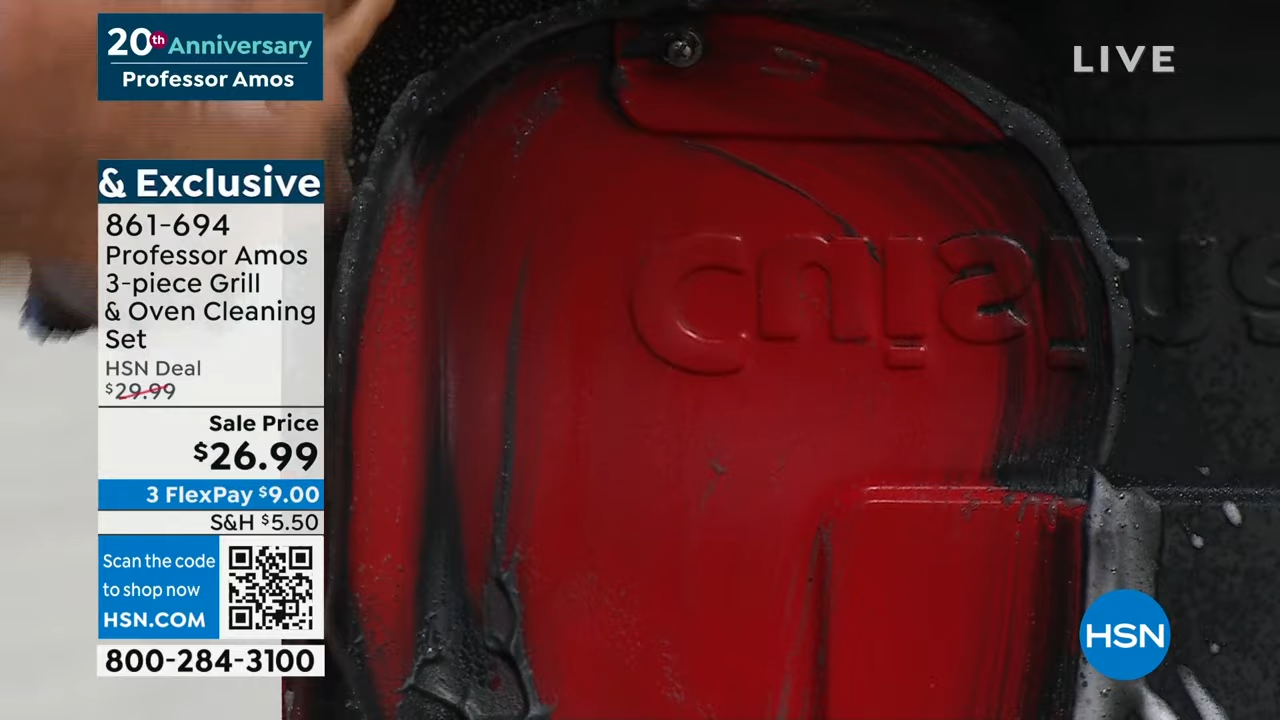 20th Anniversary
Professor Amos
LIVE
& Exclusive
861-694
Professor Amos
3-piece Grill
& Oven Cleaning
Set
HSN Deal
$29.99
Sale Price
$26.99
3 FlexPay $9.00
S&H $5.50
Scan the code
to shop now
HSN.COM
800-284-3100
HSN